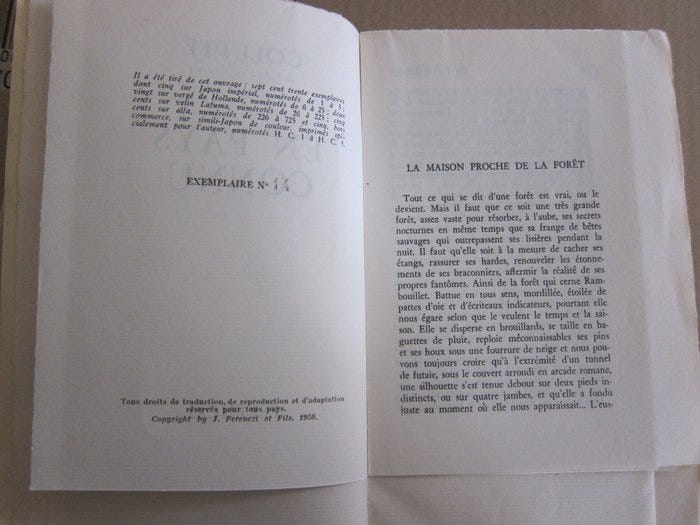 Il a été tiré de cet ouvrage : sept cent trente exemplaires
dont cinq sur Japon impérial, numérotés de 1 à 5 ;
vingt sur vergé de Hollande, numérotés de 6 à 25 ; deux
cents sur velin Lafuma, numérotés de 26 à 225 ; cinq
cents sur alfa, numérotés de 226 à 725 et cinq, hors
commerce, sur simili-Japon de couleur, imprimés spé-
cialement pour l'auteur, numérotés H. C. 1 à H. C. 5.
EXEMPLAIRE N° 14
Tous droits de traduction, de reproduction et d'adaptation
réservés pour tous pays.
Copyright by J. Ferenczi et Fils, 1950.
LA MAISON PROCHE DE LA FORÊT
Tout ce qui se dit d'une forêt est vrai, ou le
devient. Mais il faut que ce soit une très grande
forêt, assez vaste pour résorber, à l'aube, ses secrets
nocturnes en même temps que sa frange de bêtes
sauvages qui outrepassent ses lisières pendant la
nuit. Il faut qu'elle soit à la mesure de cacher ses
étangs, rassurer ses hardes, renouveler les étonne-
ments de ses braconniers, affermir la réalité de ses
propres fantômes. Ainsi de la forêt qui cerne Ram-
bouillet. Battue en tous sens, mordillée, étoilée de
pattes d'oie et d'écriteaux indicateurs, pourtant elle
nous égare selon que le veulent le temps et la sai-
son. Elle se disperse en brouillards, se taille en ba-
guettes de pluie, reploie méconnaissables ses pins
et ses houx sous une fourrure de neige et nous pou-
vons toujours croire qu'à l'extrémité d'un tunnel
de futaie, sous le couvert arrondi en arcade romane,
une silhouette s'est tenue debout sur deux pieds in-
distincts, ou sur quatre jambes, et qu'elle a fondu
juste au moment où elle nous apparaissait... L'eus-